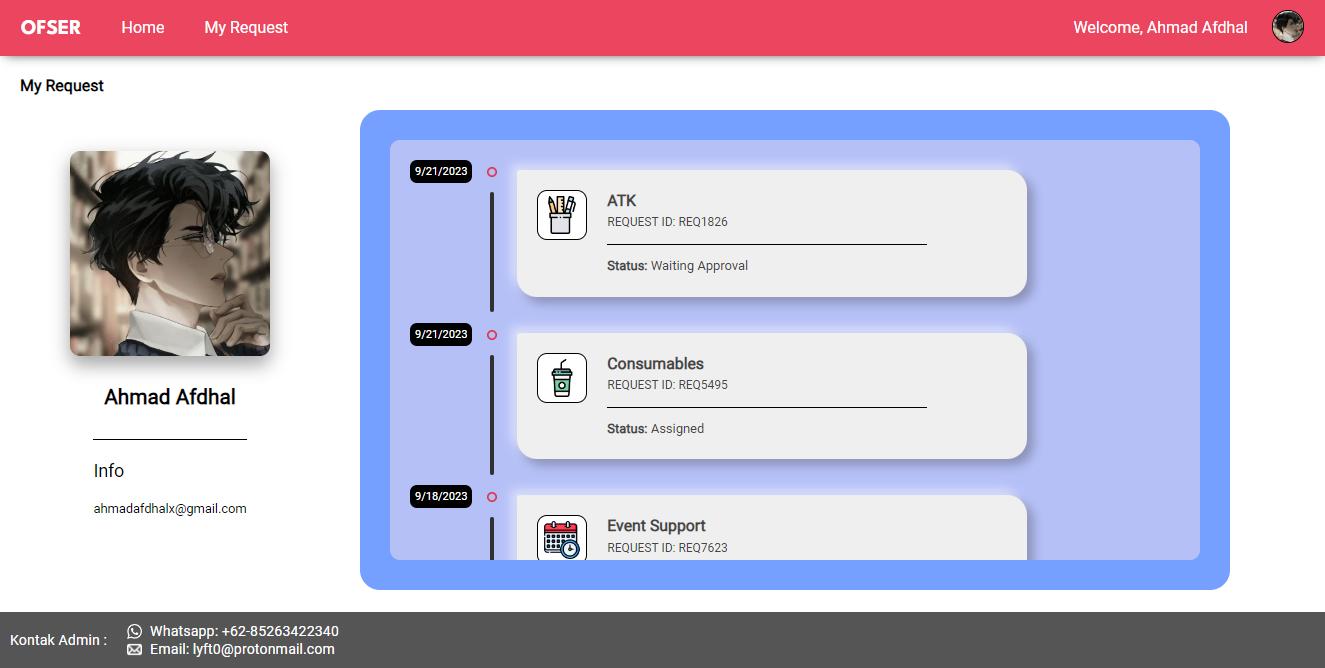 OFSER Home My Request Welcome, Ahmad Afdhal
My Request
Ahmad Afdhal
Info
ahmadafdhalx@gmail.com
9/21/2023
ATK
REQUEST ID: REQ1826
Status: Waiting Approval
9/21/2023
Consumables
REQUEST ID: REQ5495
Status: Assigned
9/18/2023
Event Support
REQUEST ID: REQ7623
Kontak Admin :
Whatsapp: +62-85263422340
Email: lyft0@protonmail.com